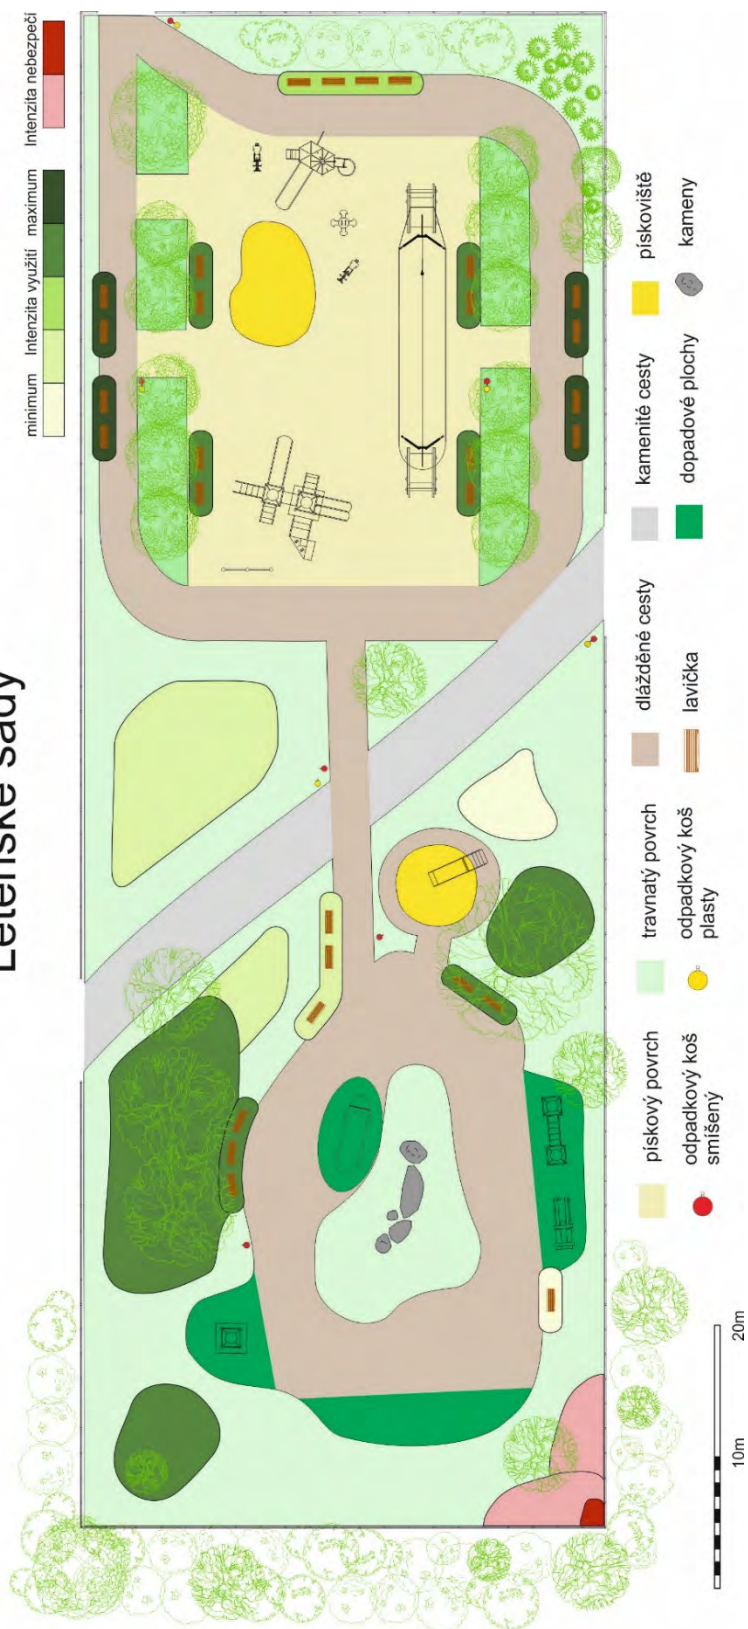 Letenské sady
minimum Intenzita využití maximum Intenzita nebezpečí
pískový povrch travnatý povrch dlážděné cesty kamenité cesty pískoviště
odpadkový koš smíšený
odpadkový koš plasty
lavička dopadové plochy kameny
10m 20m